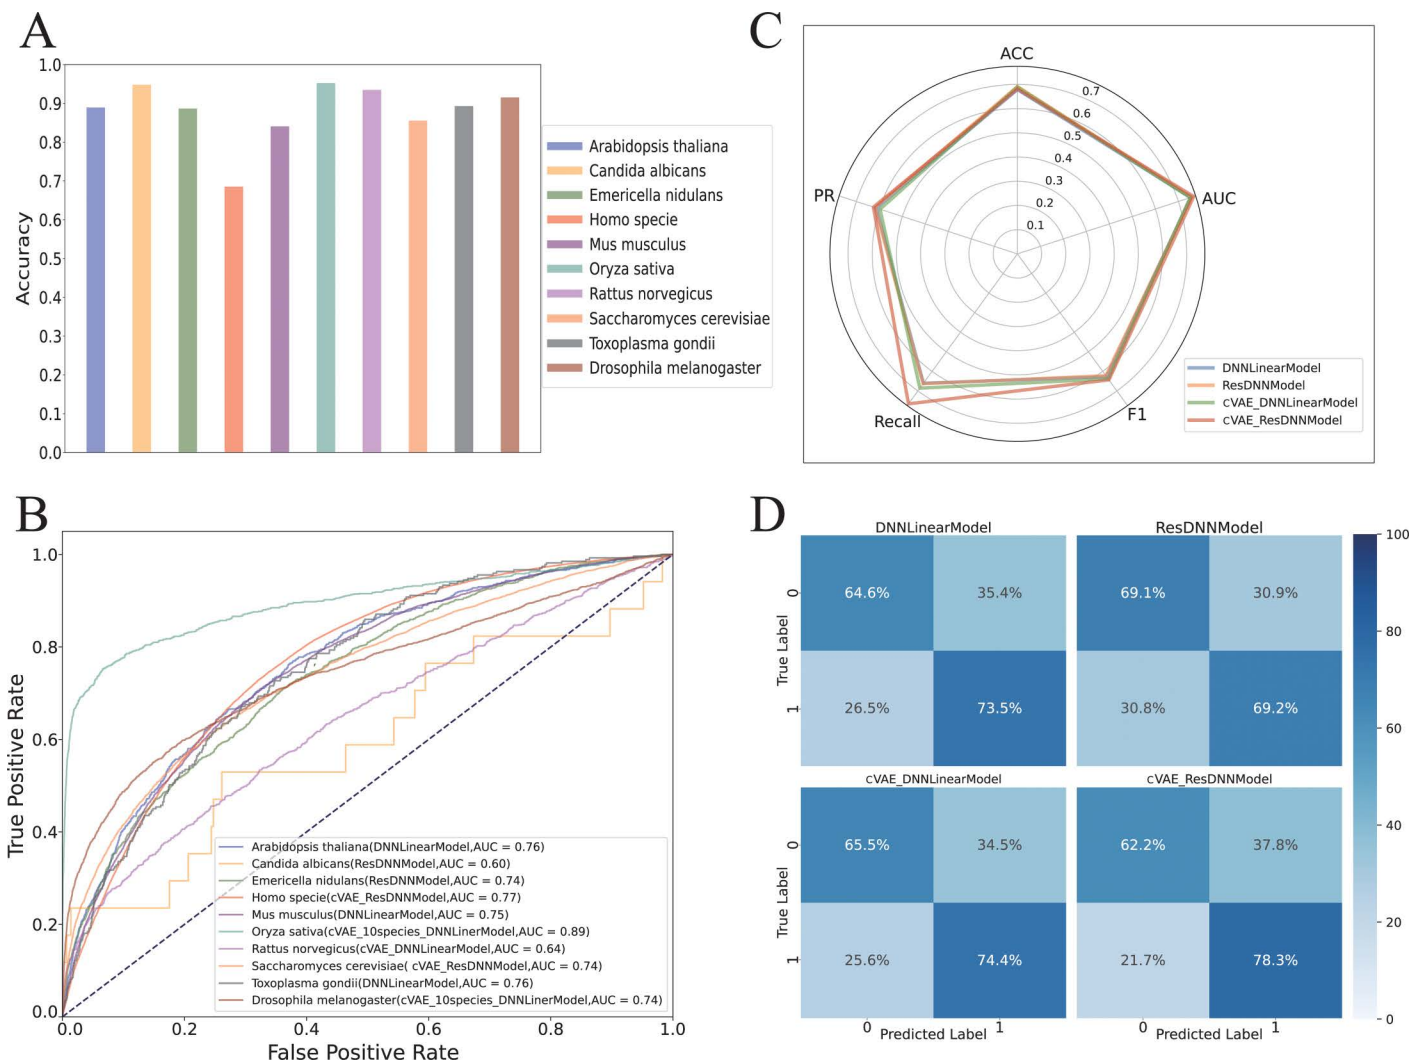 A
1.0
0.9
0.8
0.7
0.6
0.5
0.4
0.3
0.2
0.1
0.0
Accuracy
Arabidopsis thaliana
Candida albicans
Emericella nidulans
Homo specie
Mus musculus
Oryza sativa
Rattus norvegicus
Saccharomyces cerevisiae
Toxoplasma gondii
Drosophila melanogaster
C
ACC
AUC
F1
Recall
PR
0.7
0.6
0.5
0.4
0.3
0.2
0.1
DNNLinearModel
ResDNNModel
cVAE_DNNLinearModel
cVAE_ResDNNModel
B
1.0
0.8
0.6
0.4
0.2
0.0
True Positive Rate
Arabidopsis thaliana(DNNLinearModel,AUC = 0.76)
Candida albicans(ResDNNModel,AUC = 0.60)
Emericella nidulans(ResDNNModel,AUC = 0.74)
Homo specie(cVAE_ResDNNModel,AUC = 0.77)
Mus musculus(DNNLinearModel,AUC = 0.75)
Oryza sativa(cVAE_10species_DNNLinerModel,AUC = 0.89)
Rattus norvegicus(cVAE_DNNLinearModel,AUC = 0.64)
Saccharomyces cerevisiae( cVAE_ResDNNModel,AUC = 0.74)
Toxoplasma gondii(DNNLinearModel,AUC = 0.76)
Drosophila melanogaster(cVAE_10species_DNNLinerModel,AUC = 0.74)
0.0 0.2 0.4 0.6 0.8 1.0
False Positive Rate
D
DNNLinearModel
ResDNNModel
0
64.6% 35.4%
69.1% 30.9%
True Label
1
26.5% 73.5%
30.8% 69.2%
cVAE_DNNLinearModel
cVAE_ResDNNModel
0
65.5% 34.5%
62.2% 37.8%
True Label
1
25.6% 74.4%
21.7% 78.3%
0 1
Predicted Label
0 1
Predicted Label
100
80
60
40
20
0